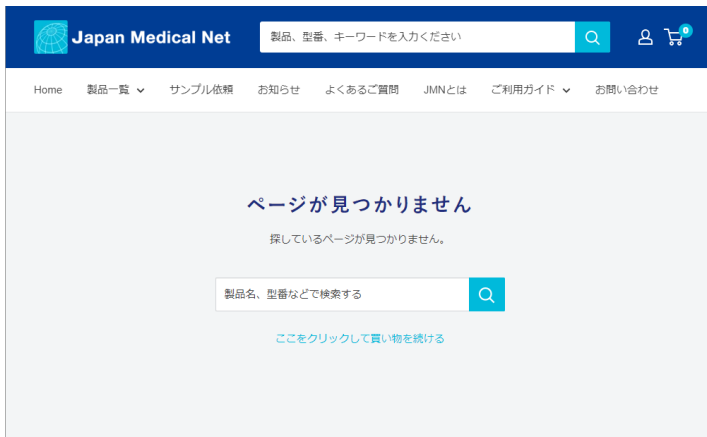 Japan Medical Net
製品、型番、キーワードを入力ください
0
Home 製品一覧 サンプル依頼 お知らせ よくあるご質問 JMNとは ご利用ガイド お問い合わせ
ページが見つかりません
探しているページが見つかりません。
製品名、型番などで検索する
ここをクリックして買い物を続ける